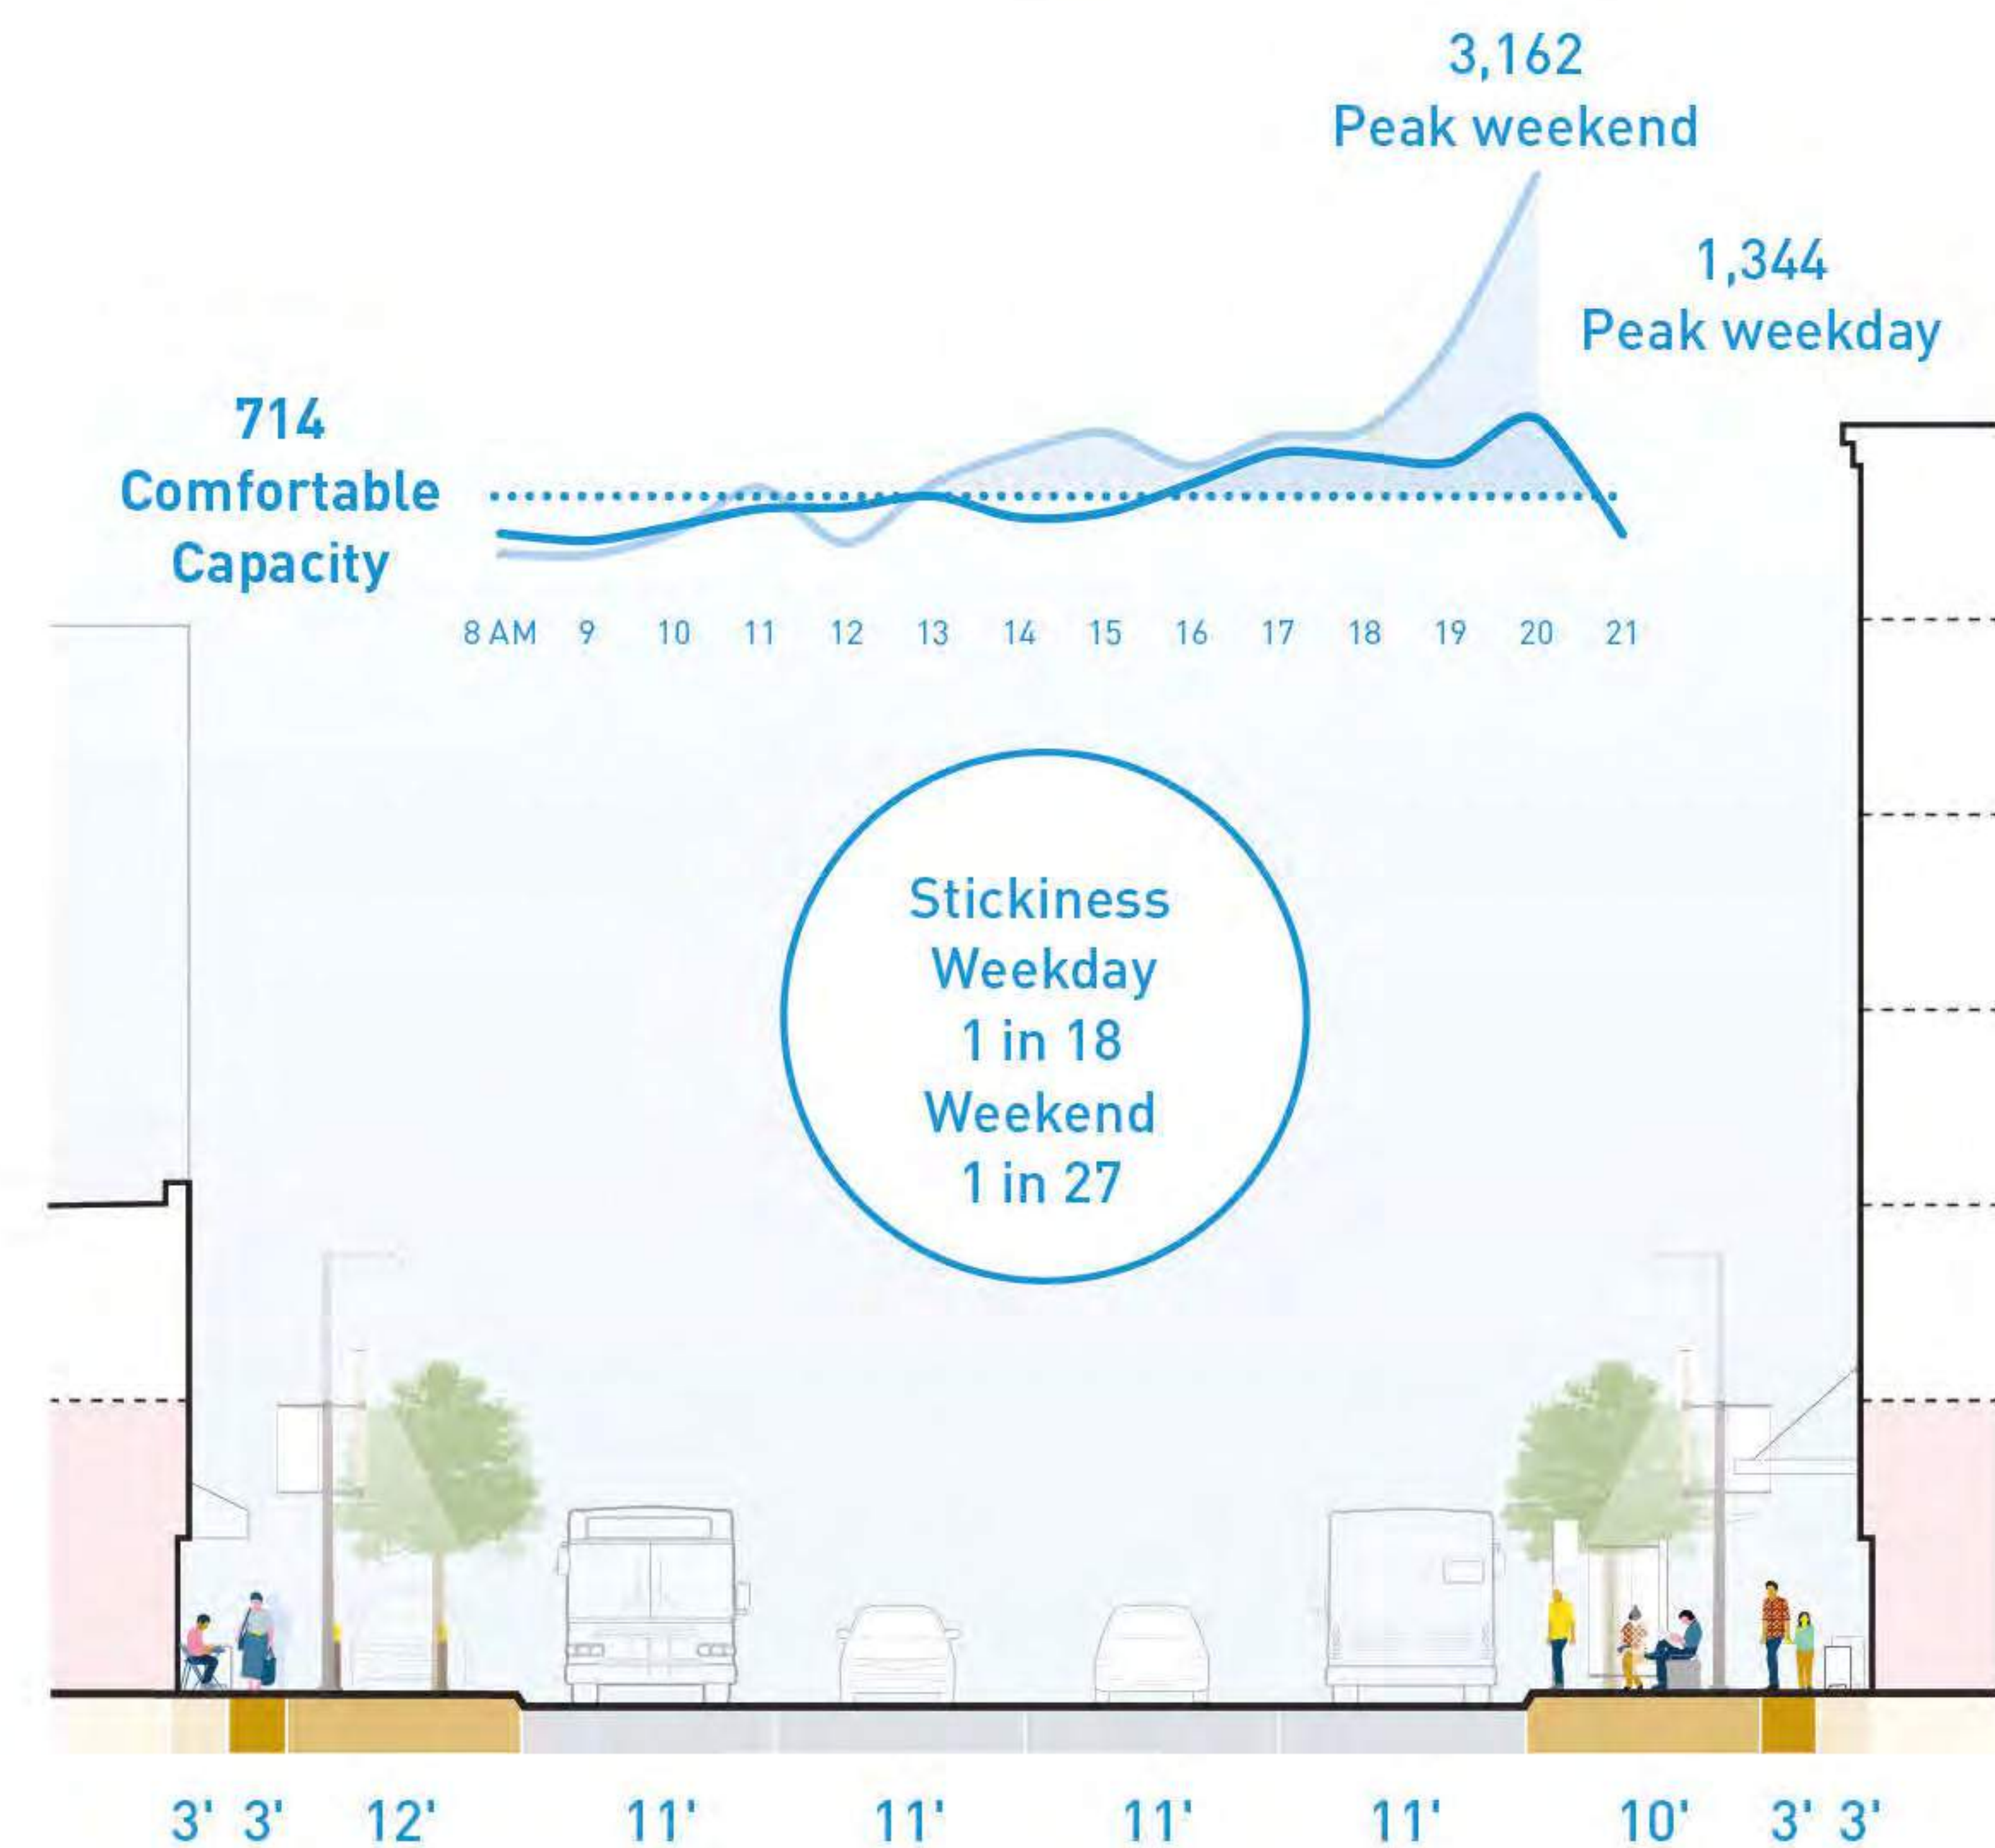 3,162
Peak weekend
1,344
Peak weekday
714
Comfortable
Capacity
8 AM 9 10 11 12 13 14 15 16 17 18 19 20 21
Stickiness
Weekday
1 in 18
Weekend
1 in 27
3' 3' 12' 11' 11' 11' 11' 10' 3' 3'